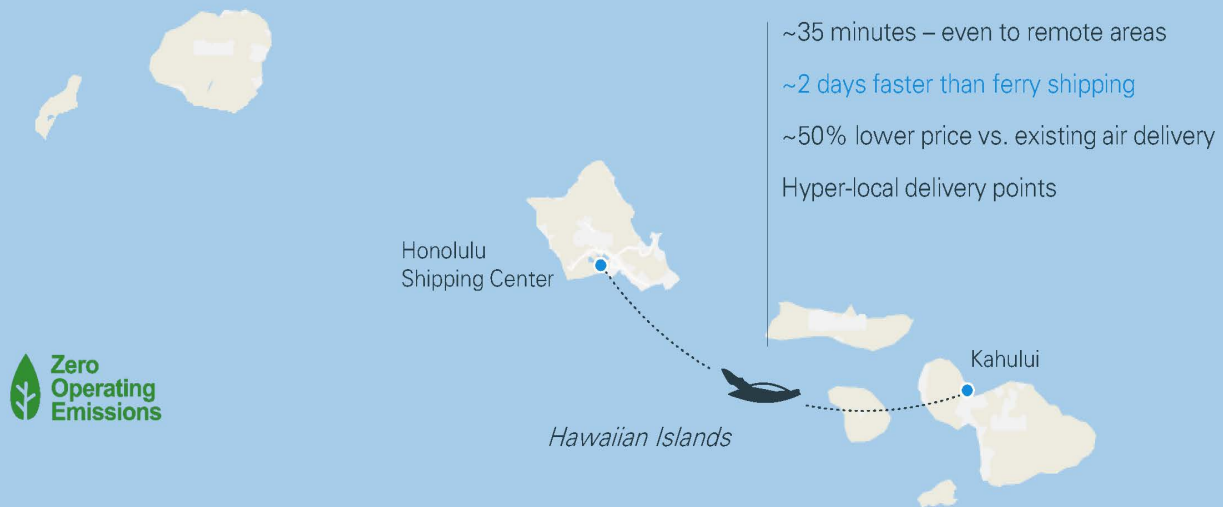 ~35 minutes – even to remote areas
~2 days faster than ferry shipping
~50% lower price vs. existing air delivery
Hyper-local delivery points
Honolulu
Shipping Center
Kahului
Zero
Operating
Emissions
Hawaiian Islands